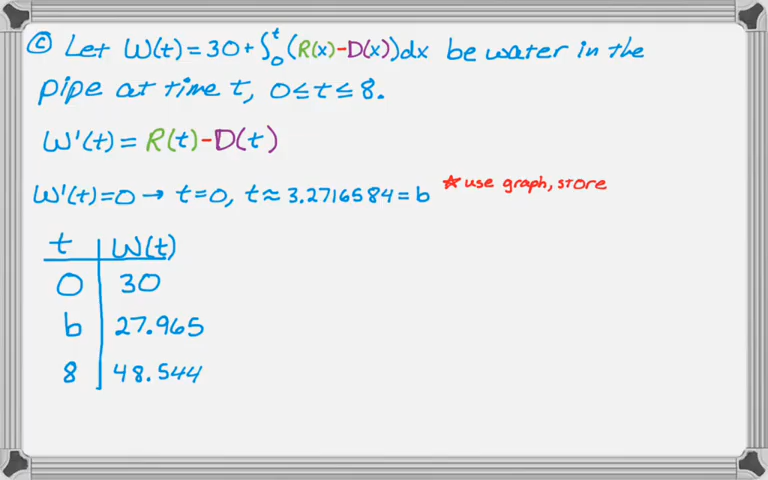 Ⓒ Let W(t) = 30 + ∫₀ᵗ (R(x) - D(x)) dx be water in the
pipe at time t, 0 ≤ t ≤ 8.
W'(t) = R(t) - D(t)
W'(t) = 0 → t = 0, t ≈ 3.2716584 = b ☆ use graph, store
t | W(t)
0 | 30
b | 27.965
8 | 48.544